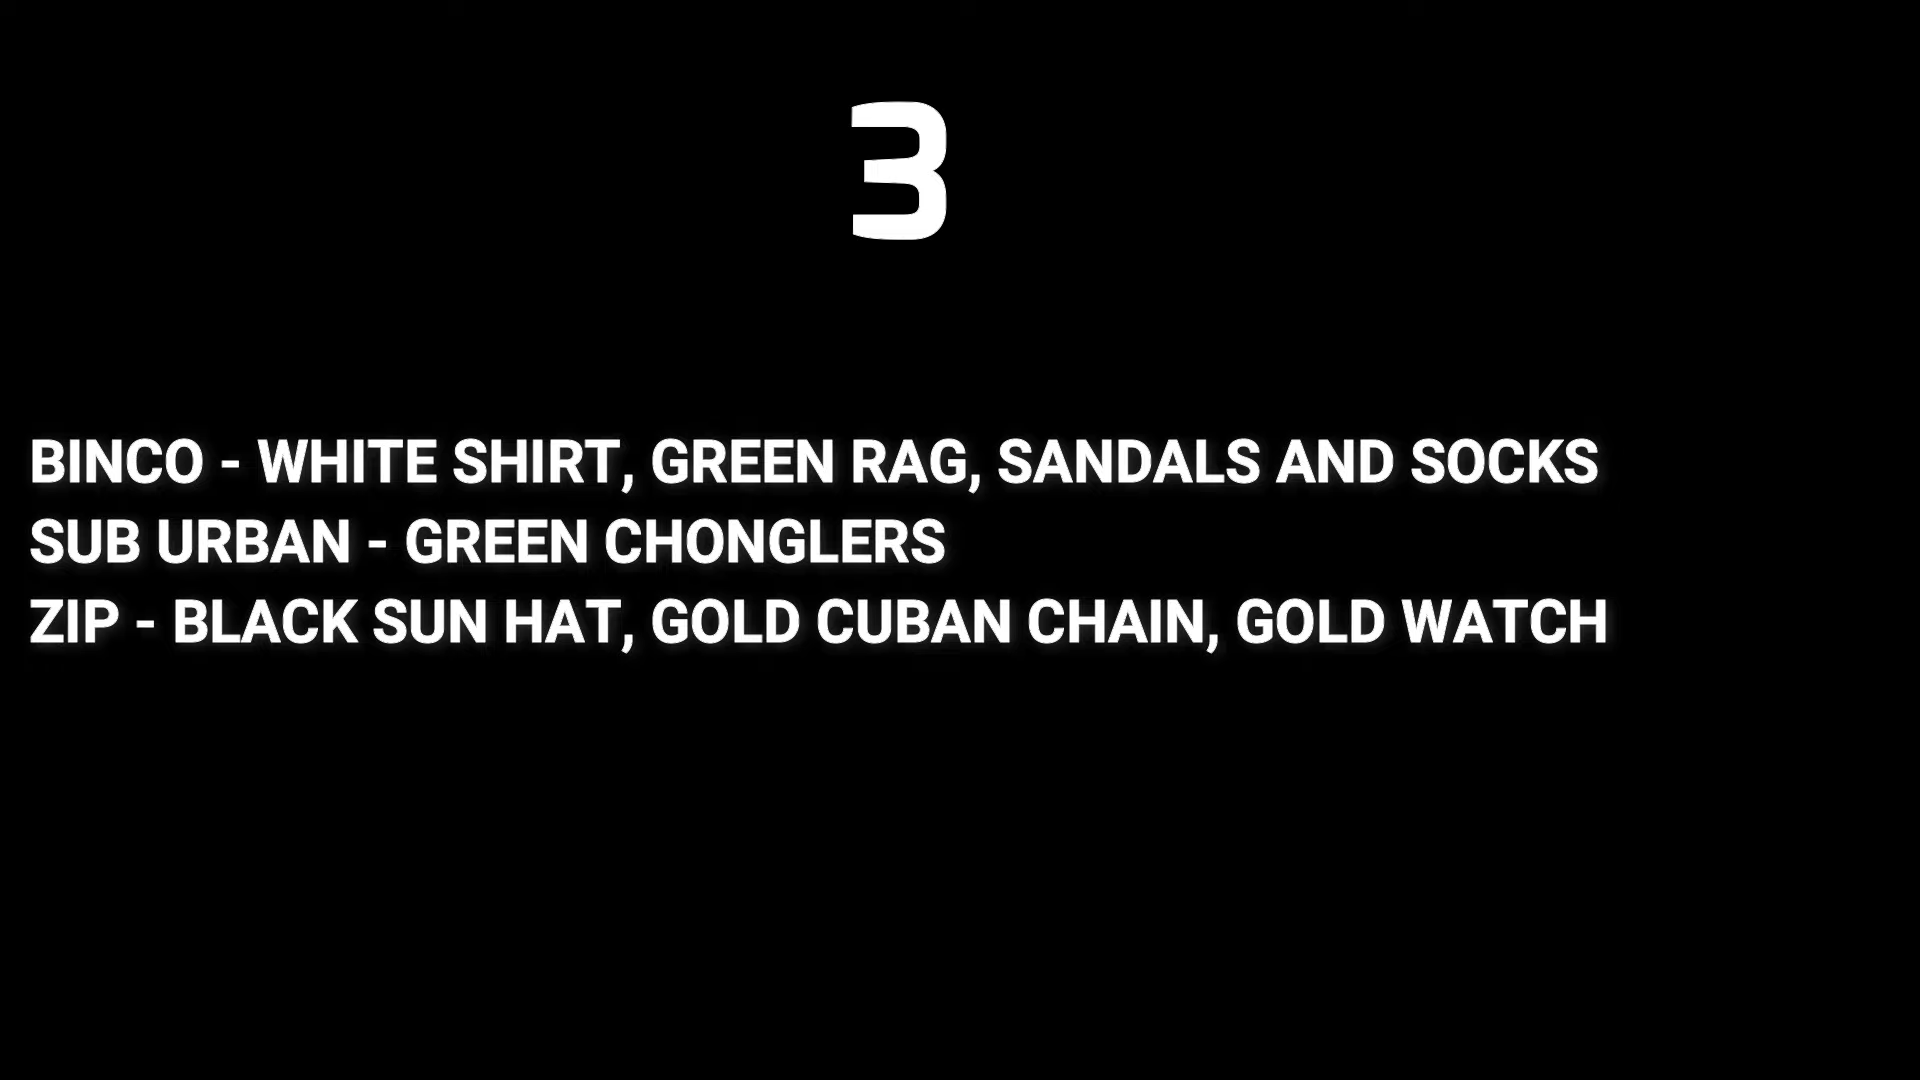 3
BINCO - WHITE SHIRT, GREEN RAG, SANDALS AND SOCKS
SUB URBAN - GREEN CHONGLERS
ZIP - BLACK SUN HAT, GOLD CUBAN CHAIN, GOLD WATCH